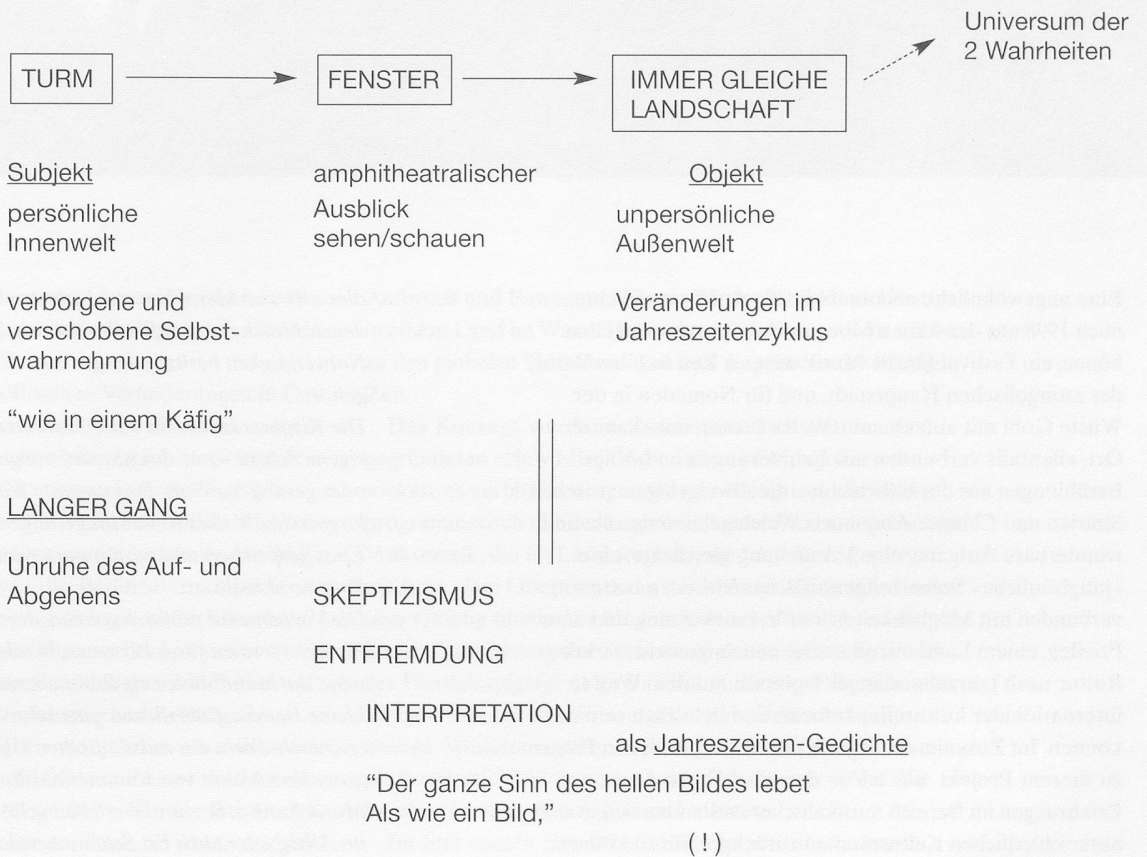 Universum der
2 Wahrheiten
TURM
FENSTER
IMMER GLEICHE
LANDSCHAFT
Subjekt
persönliche
Innenwelt
verbogene und
verschobene Selbst-
wahrnehmung
“wie in einem Käfig”
LANGER GANG
Unruhe des Auf- und
Abgehens
amphitheatralischer
Ausblick
sehen/schauen
Objekt
unpersönliche
Außenwelt
Veränderungen im
Jahreszeitenzyklus
SKEPTIZISMUS
ENTFREMDUNG
INTERPRETATION
als Jahreszeiten-Gedichte
“Der ganze Sinn des hellen Bildes lebet
Als wie ein Bild,”
(!)